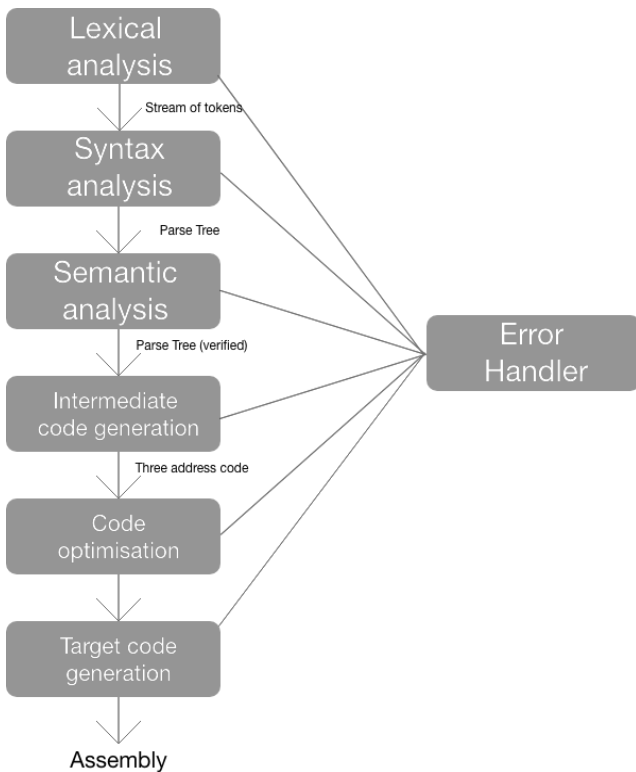 Lexical
analysis
Stream of tokens
Syntax
analysis
Parse Tree
Semantic
analysis
Error
Handler
Parse Tree (verified)
Intermediate
code generation
Three address code
Code
optimisation
Target code
generation
Assembly